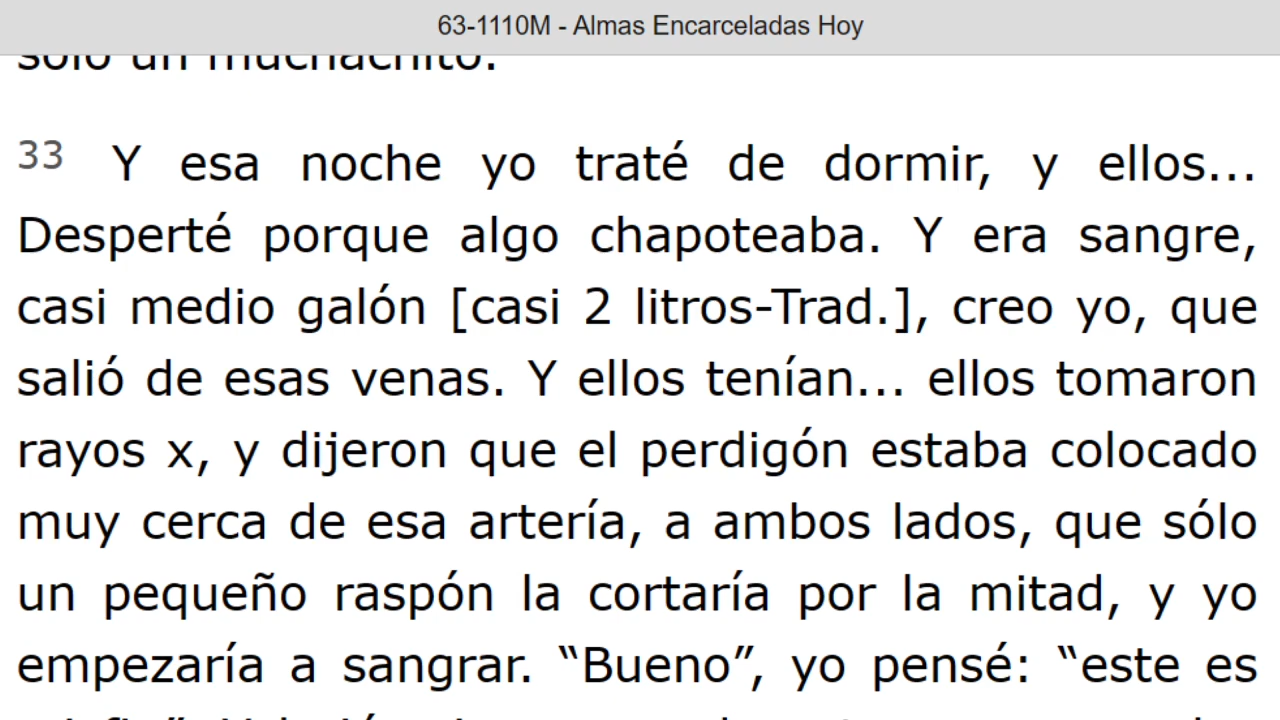 63-1110M - Almas Encarceladas Hoy
sólo un muchachito.
33 Y esa noche yo traté de dormir, y ellos...
Desperté porque algo chapoteaba. Y era sangre,
casi medio galón [casi 2 litros-Trad.], creo yo, que
salió de esas venas. Y ellos tenían... ellos tomaron
rayos x, y dijeron que el perdigón estaba colocado
muy cerca de esa artería, a ambos lados, que sólo
un pequeño raspón la cortaría por la mitad, y yo
empezaría a sangrar. “Bueno”, yo pensé: “este es